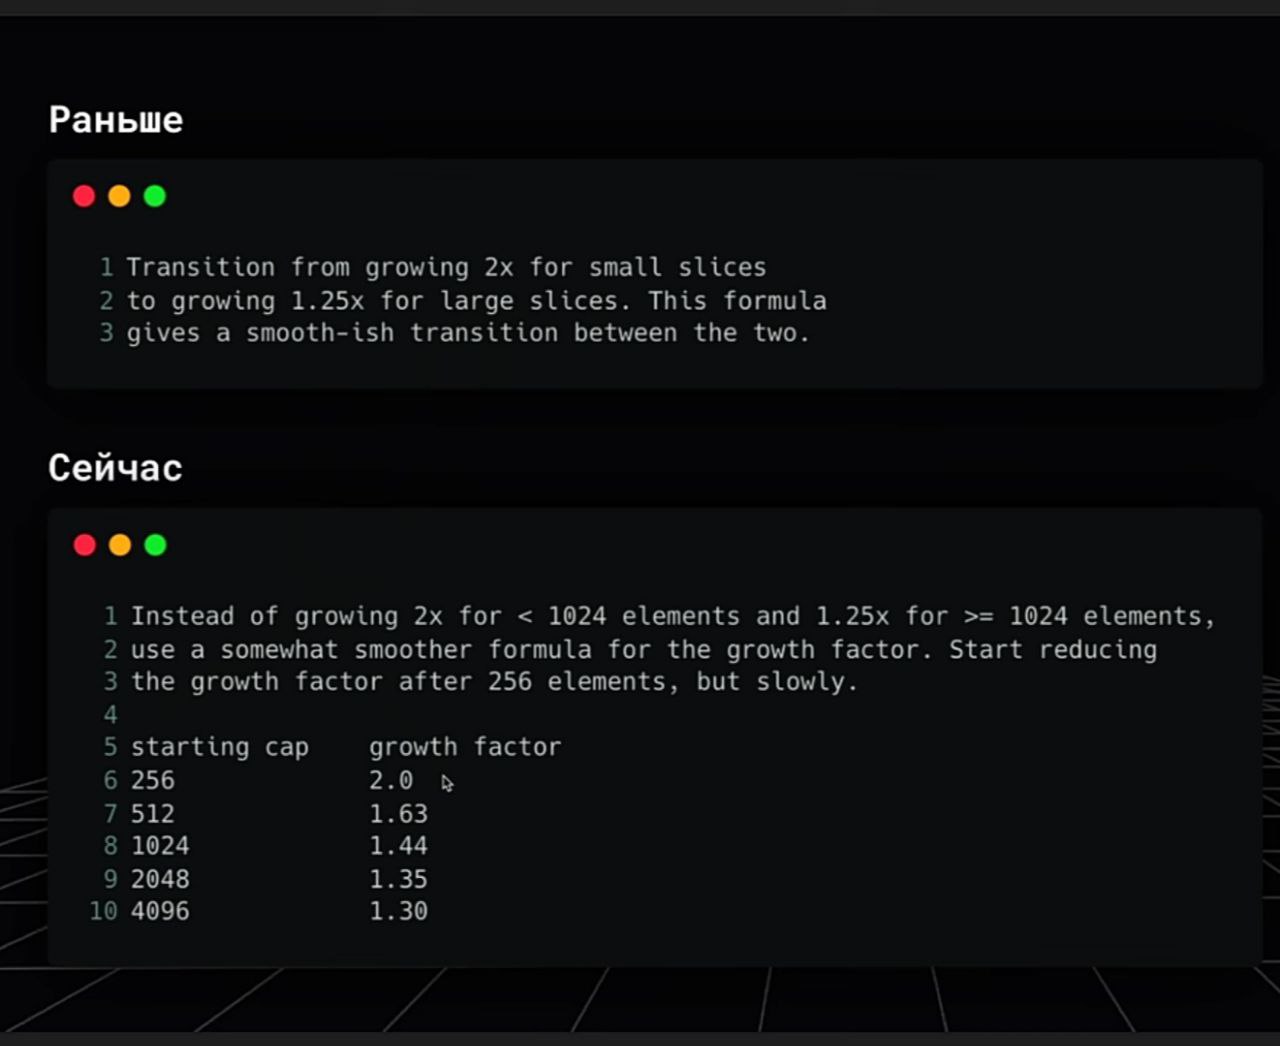 Раньше
1 Transition from growing 2x for small slices
2 to growing 1.25x for large slices. This formula
3 gives a smooth-ish transition between the two.
Сейчас
1 Instead of growing 2x for < 1024 elements and 1.25x for >= 1024 elements,
2 use a somewhat smoother formula for the growth factor. Start reducing
3 the growth factor after 256 elements, but slowly.
4
5 starting cap    growth factor
6 256             2.0
7 512             1.63
8 1024            1.44
9 2048            1.35
10 4096            1.30